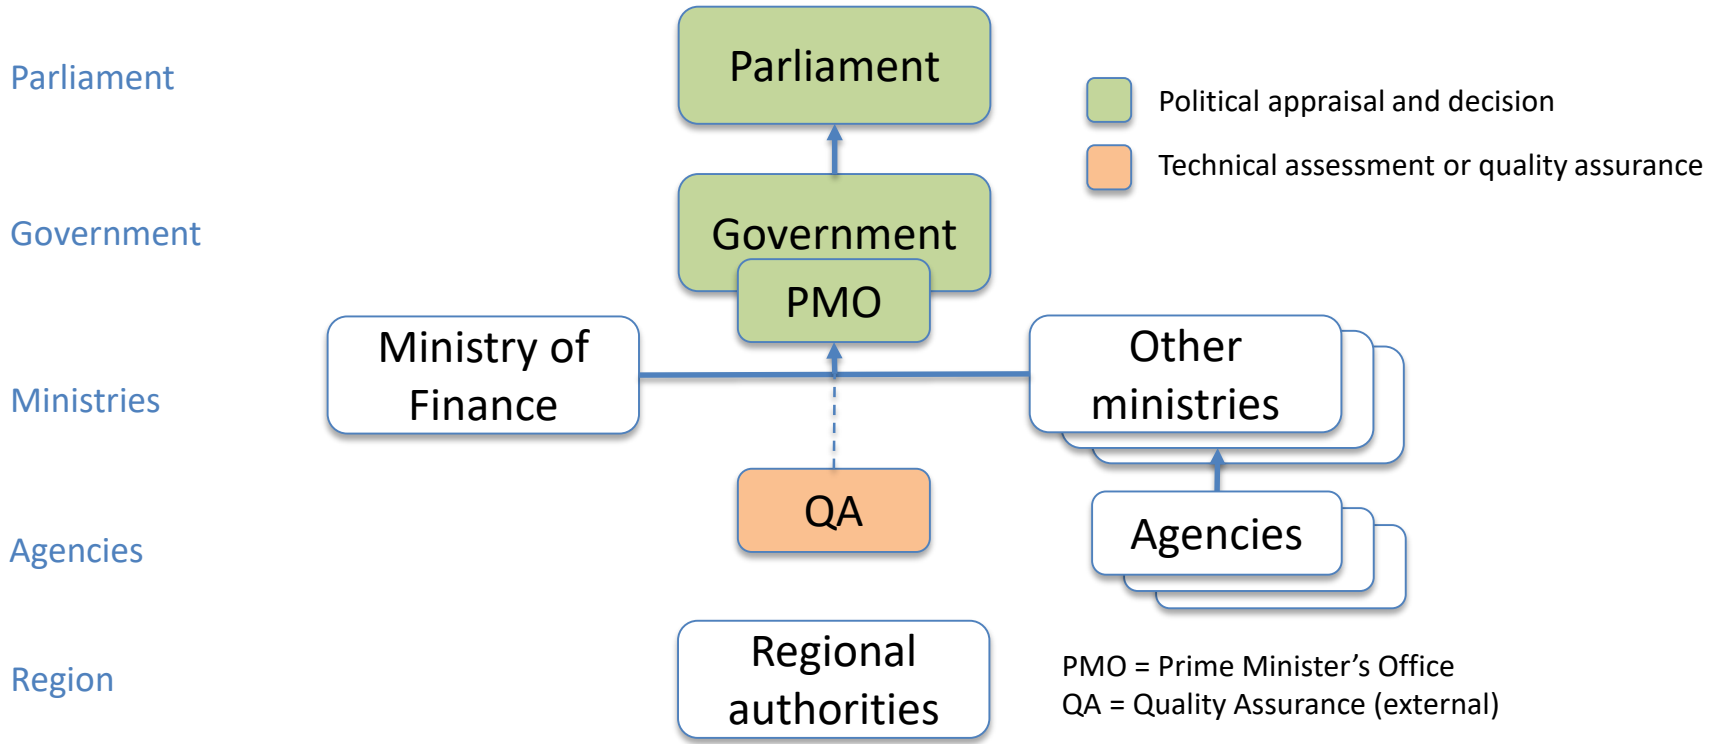 Parliament
Parliament
Political appraisal and decision
Technical assessment or quality assurance
Government
Government
PMO
Ministries
Ministry of
Finance
Other
ministries
QA
Agencies
Agencies
Region
Regional
authorities
PMO = Prime Minister’s Office
QA = Quality Assurance (external)